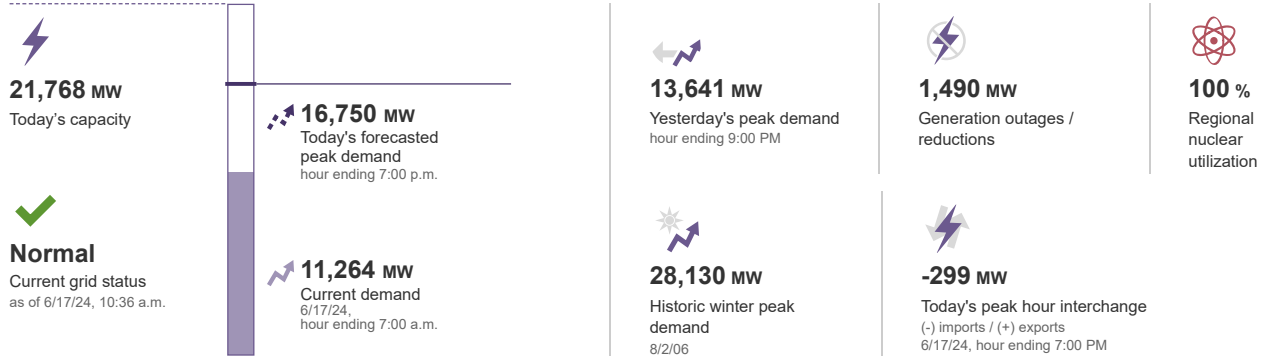 21,768 MW
Today's capacity
Normal
Current grid status
as of 6/17/24, 10:36 a.m.
16,750 MW
Today's forecasted
peak demand
hour ending 7:00 p.m.
11,264 MW
Current demand
6/17/24,
hour ending 7:00 a.m.
13,641 MW
Yesterday's peak demand
hour ending 9:00 PM
1,490 MW
Generation outages /
reductions
100 %
Regional
nuclear
utilization
28,130 MW
Historic winter peak
demand
8/2/06
-299 MW
Today's peak hour interchange
(-) imports / (+) exports
6/17/24, hour ending 7:00 PM